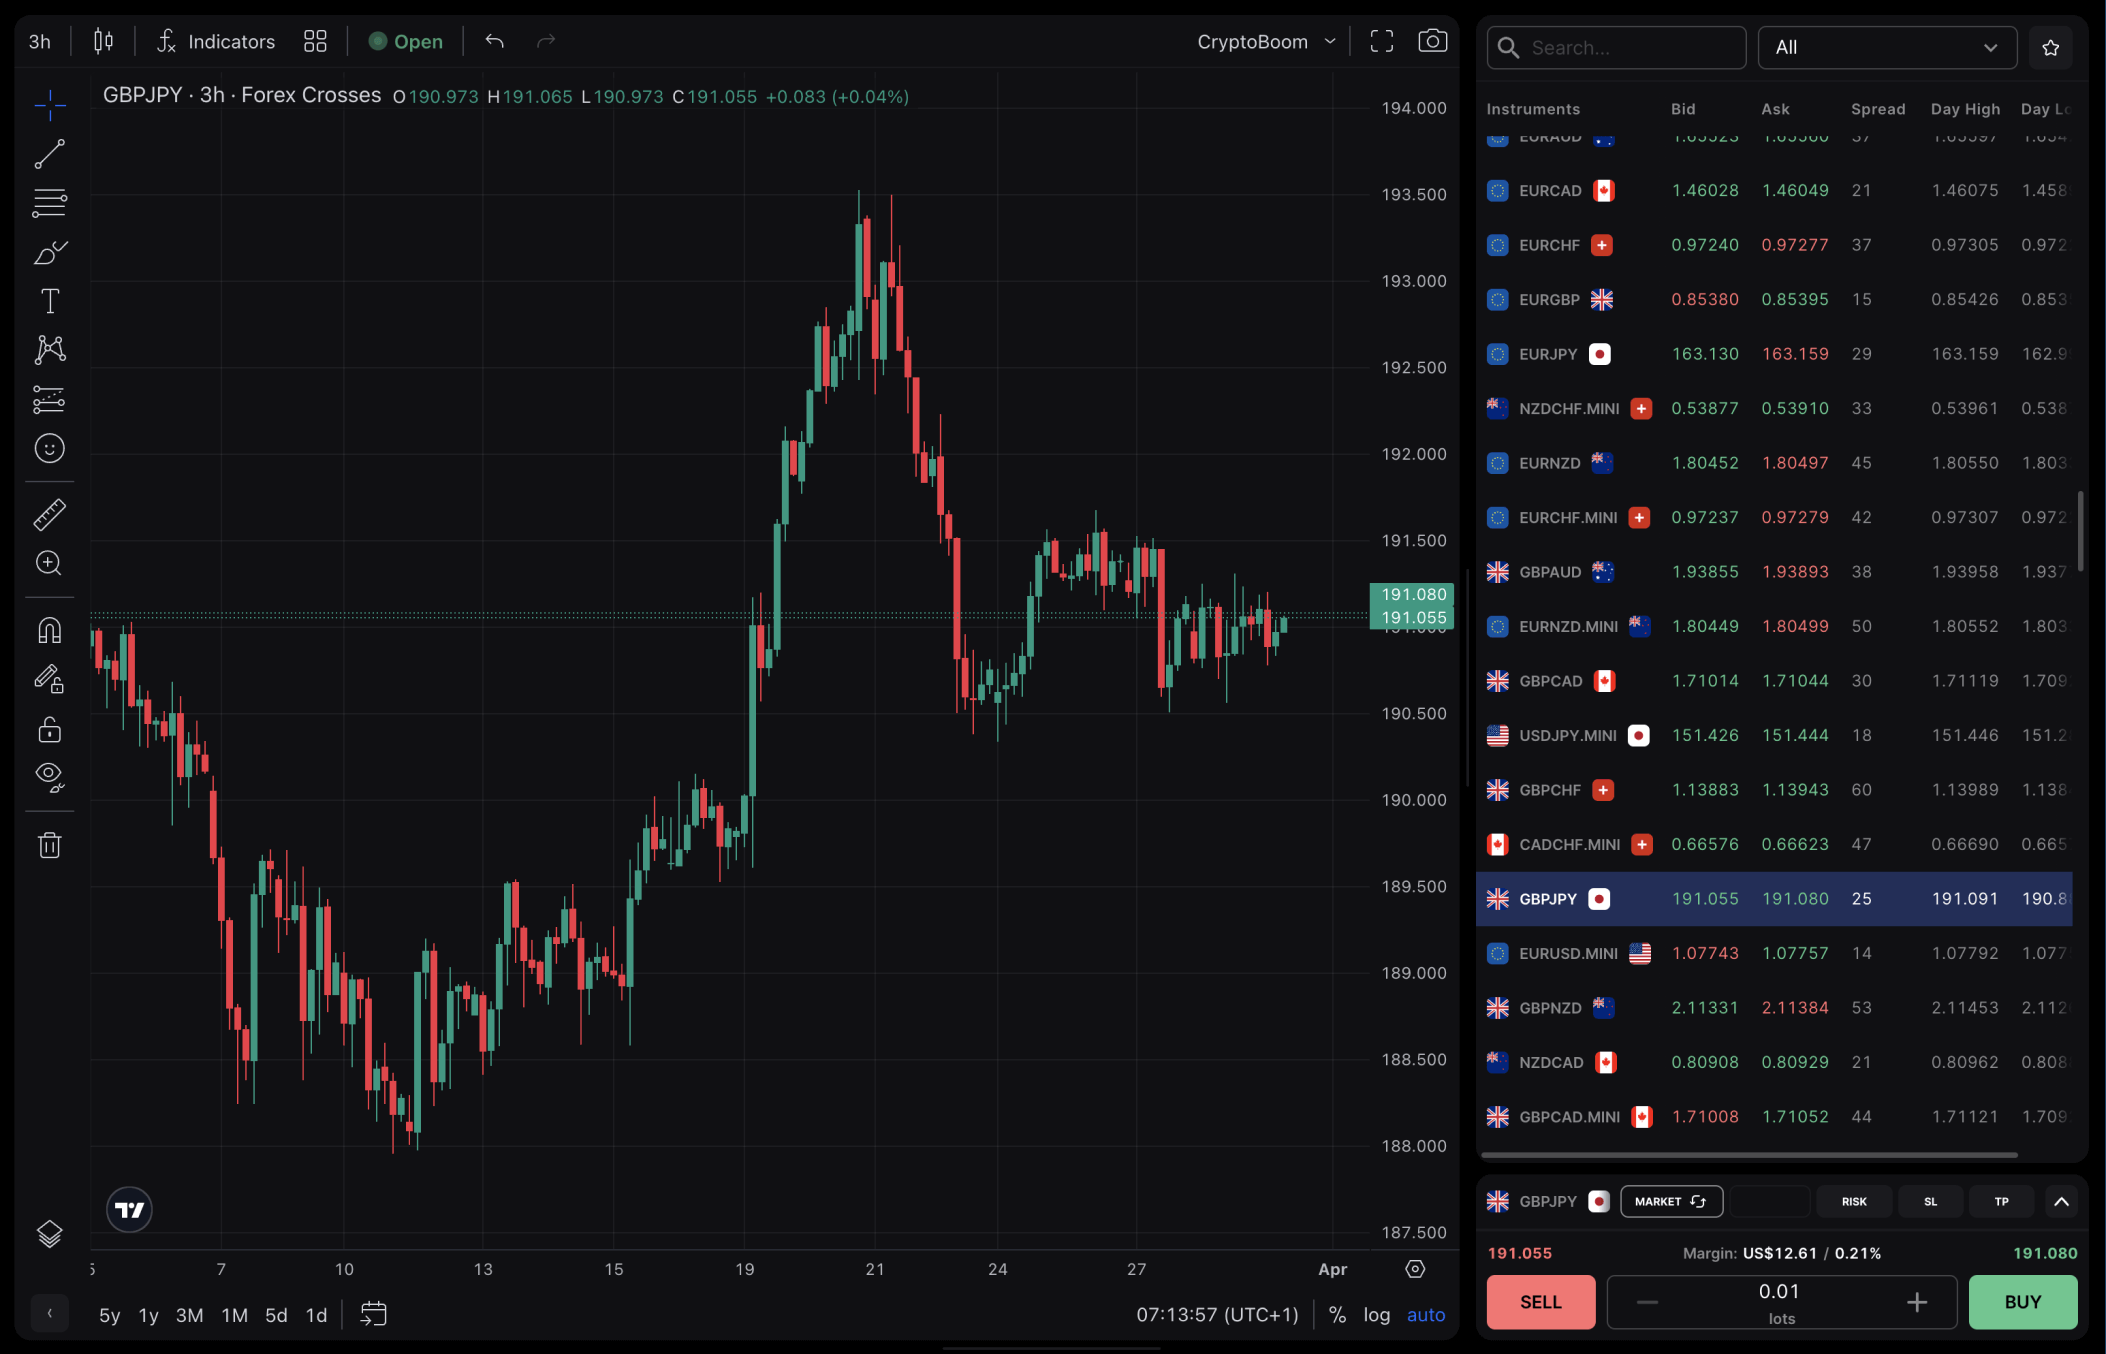 3h Indicators Open CryptoBoom
GBPJPY · 3h · Forex Crosses O190.973 H191.065 L190.973 C191.055 +0.083 (+0.04%)
194.000
193.500
193.000
192.500
192.000
191.500
191.080
191.055
190.500
190.000
189.500
189.000
188.500
188.000
187.500
7 10 13 15 19 21 24 27 Apr
5y 1y 3M 1M 5d 1d 07:13:57 (UTC+1) % log auto
Search... All
Instruments Bid Ask Spread Day High Day Lo
EURAUD 1.65323 1.65360 37 1.65397 1.654
EURCAD 1.46028 1.46049 21 1.46075 1.458
EURCHF 0.97240 0.97277 37 0.97305 0.972
EURGBP 0.85380 0.85395 15 0.85426 0.853
EURJPY 163.130 163.159 29 163.159 162.9
NZDCHF.MINI 0.53877 0.53910 33 0.53961 0.538
EURNZD 1.80452 1.80497 45 1.80550 1.803
EURCHF.MINI 0.97237 0.97279 42 0.97307 0.972
GBPAUD 1.93855 1.93893 38 1.93958 1.937
EURNZD.MINI 1.80449 1.80499 50 1.80552 1.803
GBPCAD 1.71014 1.71044 30 1.71119 1.709
USDJPY.MINI 151.426 151.444 18 151.446 151.2
GBPCHF 1.13883 1.13943 60 1.13989 1.138
CADCHF.MINI 0.66576 0.66623 47 0.66690 0.665
GBPJPY 191.055 191.080 25 191.091 190.8
EURUSD.MINI 1.07743 1.07757 14 1.07792 1.077
GBPNZD 2.11331 2.11384 53 2.11453 2.112
NZDCAD 0.80908 0.80929 21 0.80962 0.808
GBPCAD.MINI 1.71008 1.71052 44 1.71121 1.709
GBPJPY MARKET RISK SL TP
191.055 Margin: US$12.61 / 0.21% 191.080
SELL 0.01 lots BUY